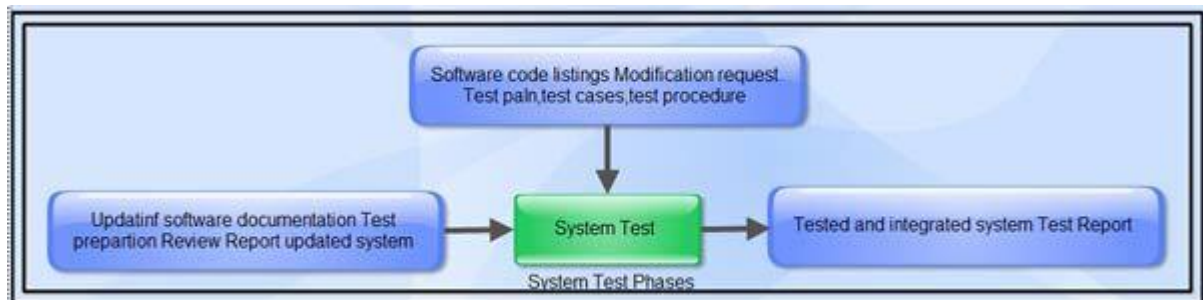 Software code listings Modification request
Test paln,test cases,test procedure
Updatinf software documentation Test
prepartion Review Report updated system
System Test
Tested and integrated system Test Report
System Test Phases